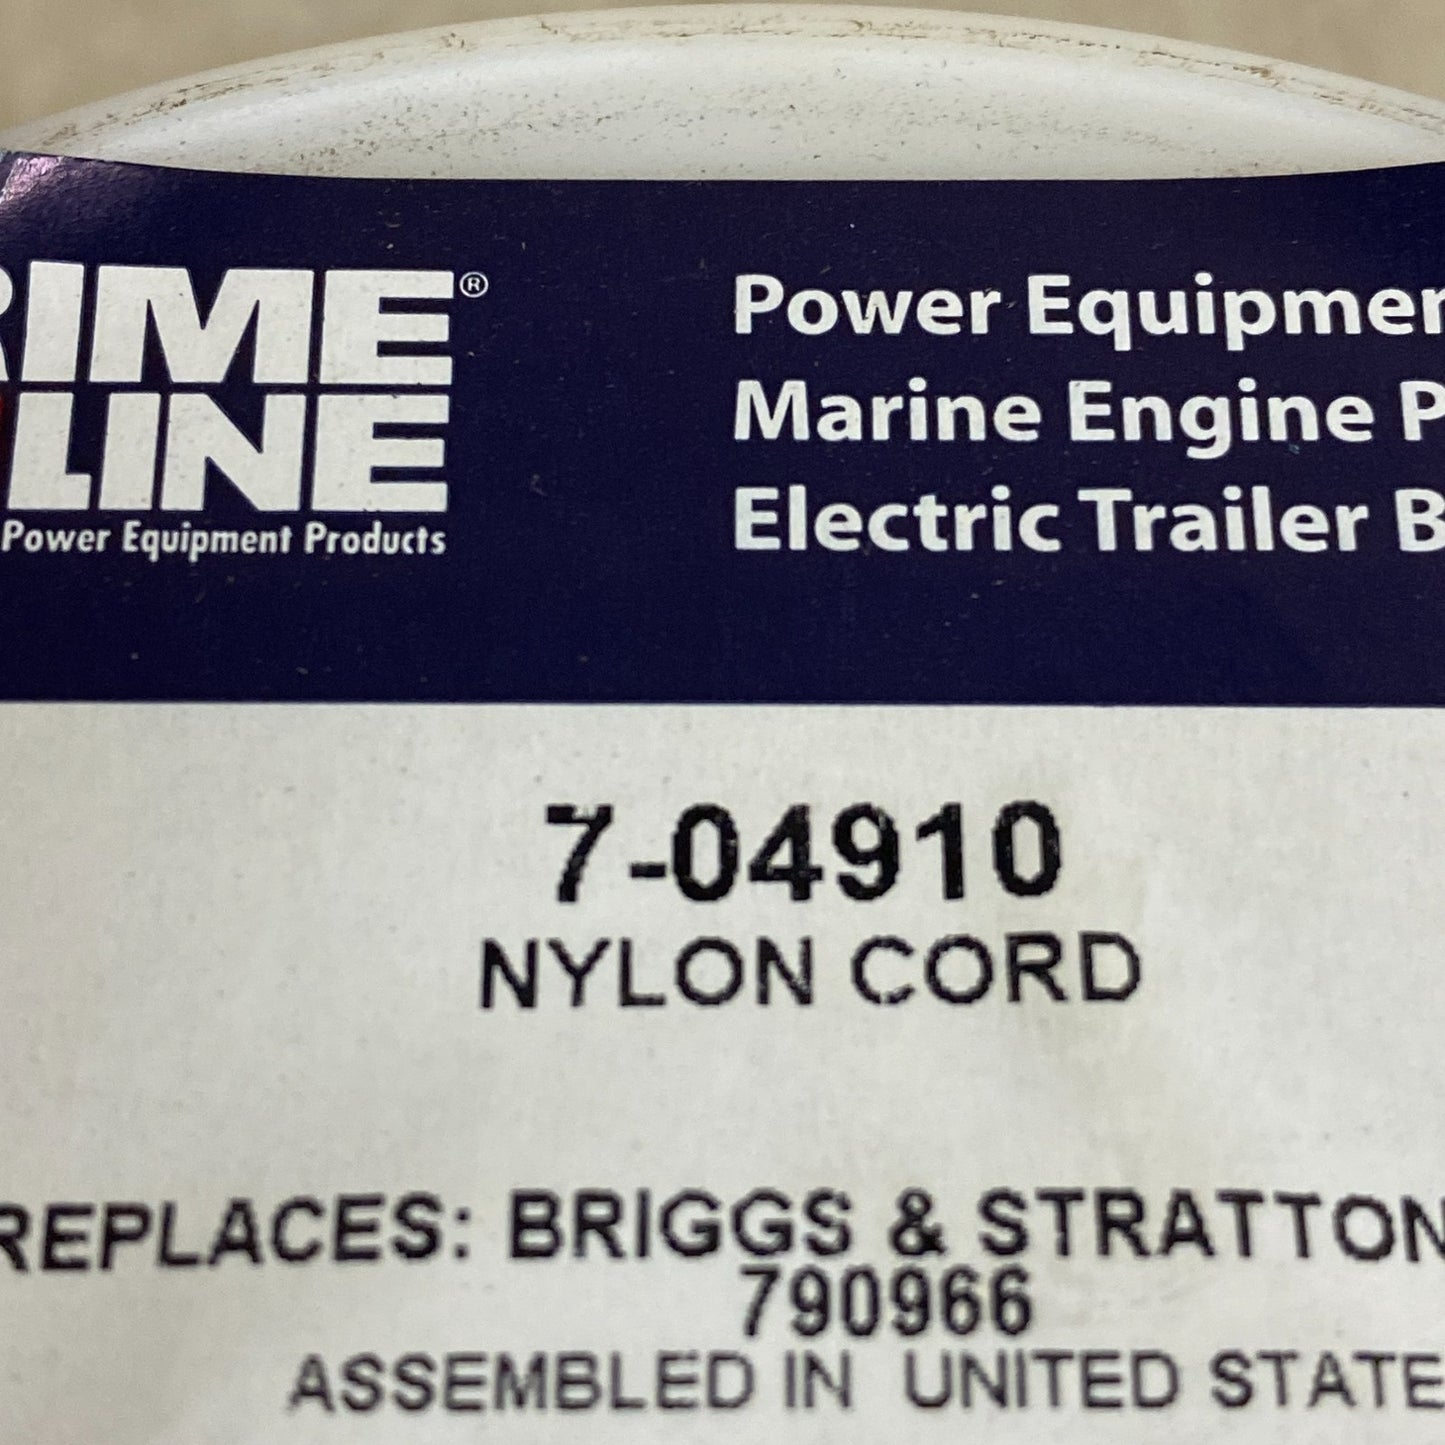 RIME®
LINE
Power Equipment Products
Power Equipmen
Marine Engine P
Electric Trailer B
7-04910
NYLON CORD
REPLACES: BRIGGS & STRATTON
790966
ASSEMBLED IN UNITED STATE